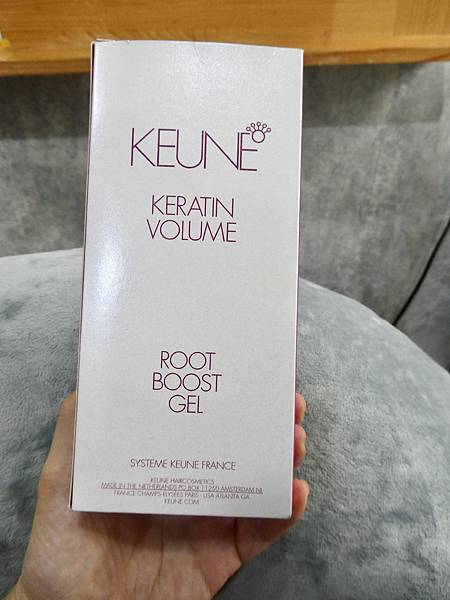 KEUNE
KERATIN
VOLUME
ROOT
BOOST
GEL
SYSTEME KEUNE FRANCE
KEUNE HAIRCOSMETICS
MADE IN THE NETHERLANDS PO BOX 11250 AMSTERDAM NL
FRANCE CHAMPS ELYSÉES PARIS - USA ATLANTA GA
KEUNE.COM